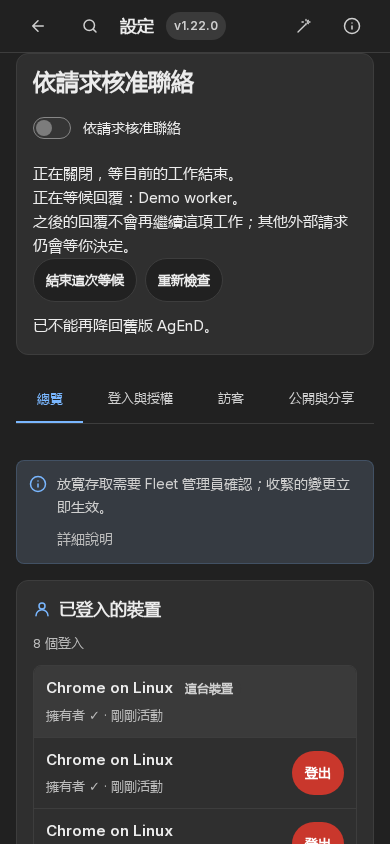 設定 v1.22.0
依請求核准聯絡
依請求核准聯絡
正在關閉，等目前的工作結束。
正在等候回覆：Demo worker。
之後的回覆不會再繼續這項工作；其他外部請求
仍會等你決定。
結束這次等候 重新檢查
已不能再降回舊版 AgEnD。
總覽 登入與授權 訪客 公開與分享
放寬存取需要 Fleet 管理員確認；收緊的變更立
即生效。
詳細說明
已登入的裝置
8 個登入
Chrome on Linux 這台裝置
擁有者 ✓ · 剛剛活動
Chrome on Linux
擁有者 ✓ · 剛剛活動
登出
Chrome on Linux
登出